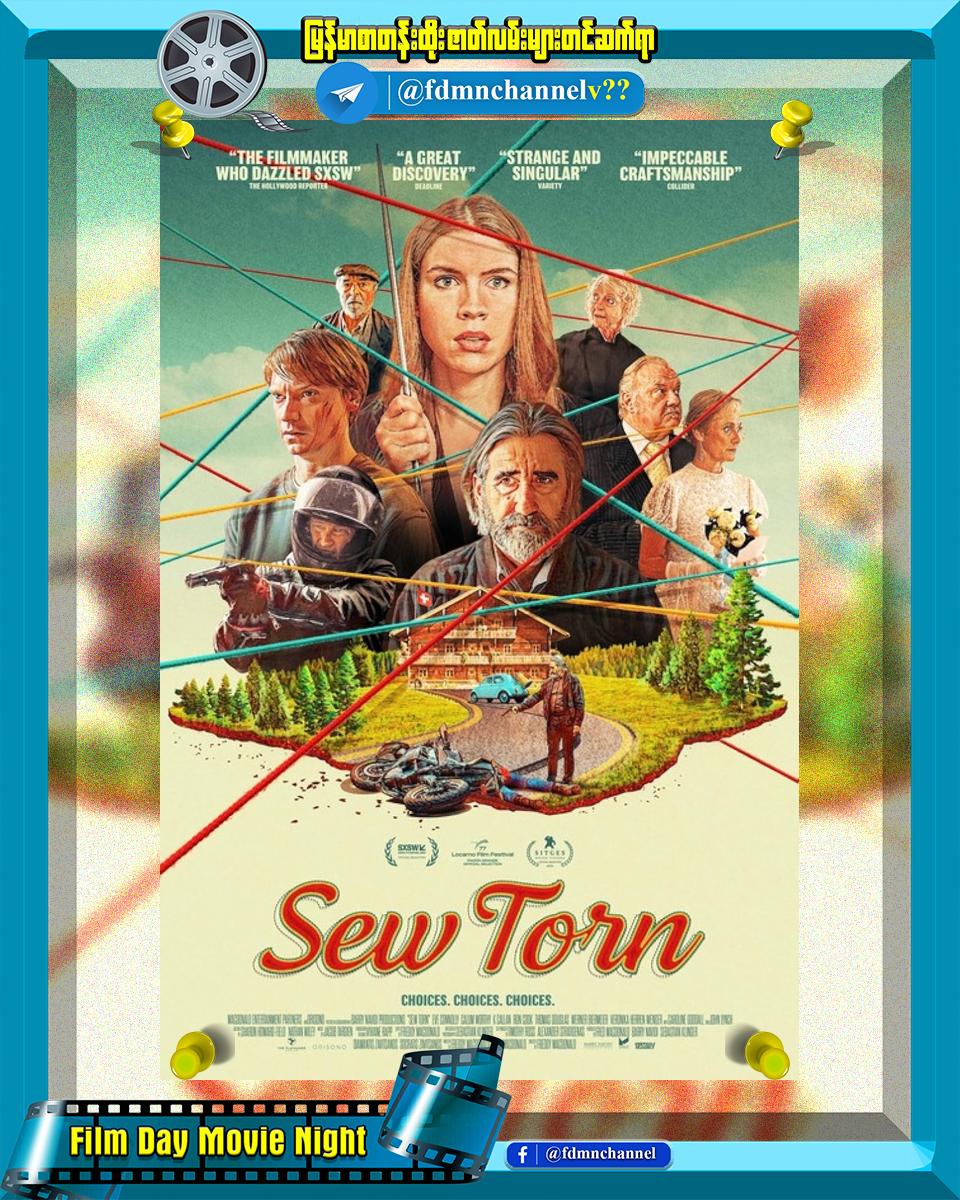 မြန်မာစာတန်းထိုးဇာတ်လမ်းများတင်ဆက်ရာ
@fdmnchannelv??
“THE FILMMAKER
WHO DAZZLED SXSW”
THE HOLLYWOOD REPORTER
“A GREAT
DISCOVERY”
DEADLINE
“STRANGE AND
SINGULAR”
VARIETY
“IMPECCABLE
CRAFTSMANSHIP”
COLLIDER
SXSW
Locarno Film Festival
SITGES
Sew Torn
CHOICES. CHOICES. CHOICES.
Film Day Movie Night
@fdmnchannel